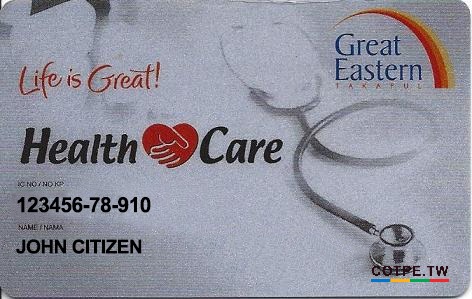 Life is Great!
Great
Eastern
TAKAFUL
Health Care
IC NO / NO KP
123456-78-910
NAME / NAMA
JOHN CITIZEN
COTPE.TW